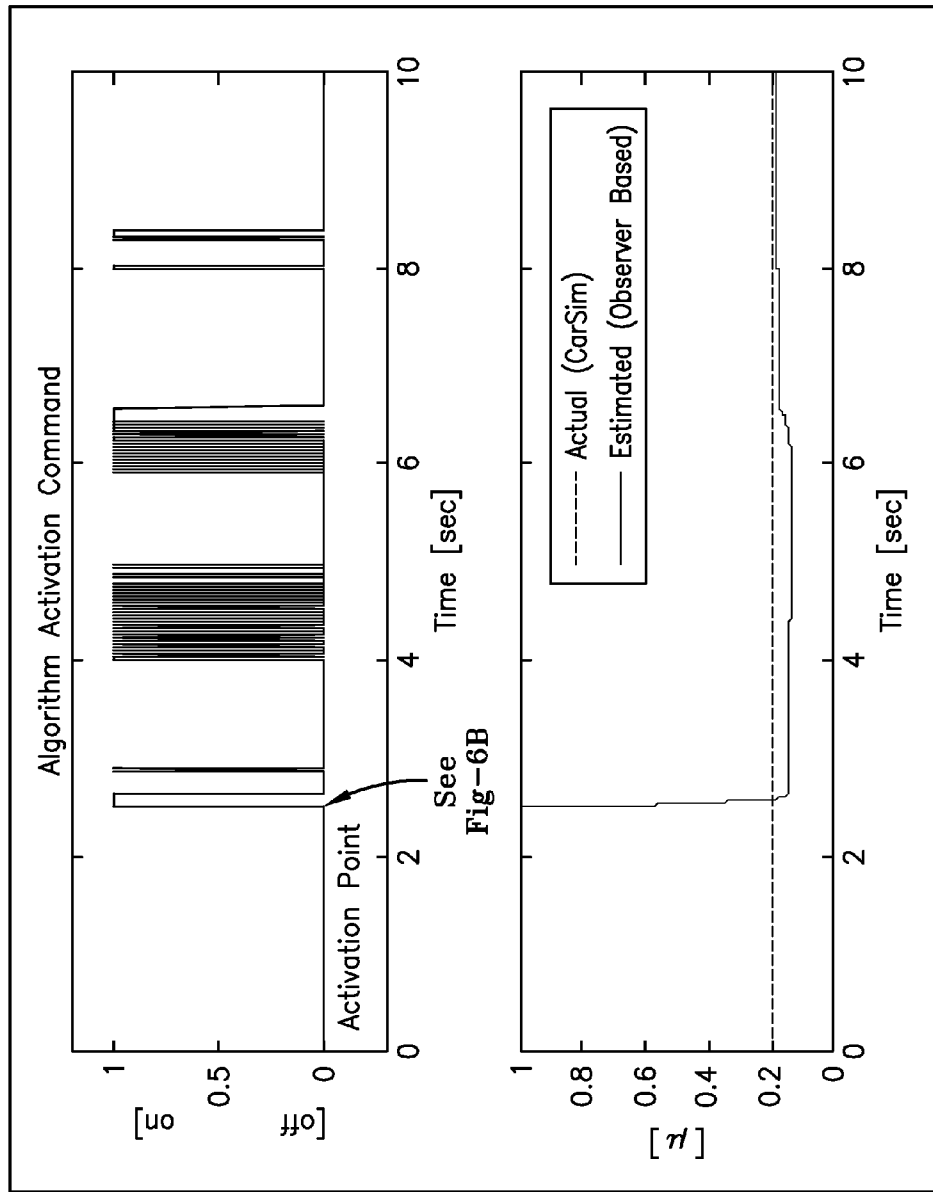 Algorithm Activation Command
[off on]
1
0.5
0
Activation Point
0
2
4
6
8
10
Time [sec]
See
Fig-6B
[μ]
1
0.8
0.6
0.4
0.2
0
Actual (CarSim)
Estimated (Observer Based)
0
2
4
6
8
10
Time [sec]